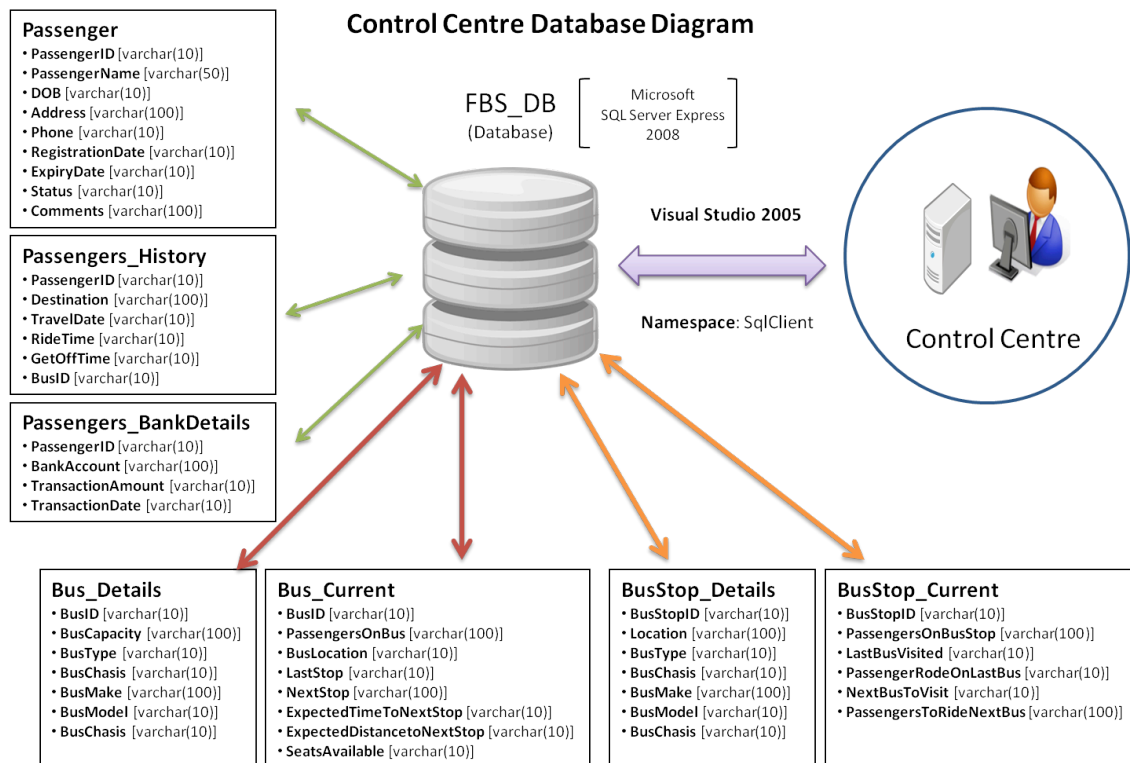 Control Centre Database Diagram
Passenger
• PassengerID [varchar(10)]
• PassengerName [varchar(50)]
• DOB [varchar(10)]
• Address [varchar(100)]
• Phone [varchar(10)]
• RegistrationDate [varchar(10)]
• ExpiryDate [varchar(10)]
• Status [varchar(10)]
• Comments [varchar(100)]
Passengers_History
• PassengerID [varchar(10)]
• Destination [varchar(100)]
• TravelDate [varchar(10)]
• RideTime [varchar(10)]
• GetOffTime [varchar(10)]
• BusID [varchar(10)]
Passengers_BankDetails
• PassengerID [varchar(10)]
• BankAccount [varchar(100)]
• TransactionAmount [varchar(10)]
• TransactionDate [varchar(10)]
FBS_DB
(Database)
Microsoft
SQL Server Express
2008
Visual Studio 2005
Namespace: SqlClient
Control Centre
Bus_Details
• BusID [varchar(10)]
• BusCapacity [varchar(100)]
• BusType [varchar(10)]
• BusChasis [varchar(10)]
• BusMake [varchar(100)]
• BusModel [varchar(10)]
• BusChasis [varchar(10)]
Bus_Current
• BusID [varchar(10)]
• PassengersOnBus [varchar(100)]
• BusLocation [varchar(10)]
• LastStop [varchar(10)]
• NextStop [varchar(100)]
• ExpectedTimeToNextStop [varchar(10)]
• ExpectedDistancetoNextStop [varchar(10)]
• SeatsAvailable [varchar(10)]
BusStop_Details
• BusStopID [varchar(10)]
• Location [varchar(100)]
• BusType [varchar(10)]
• BusChasis [varchar(10)]
• BusMake [varchar(100)]
• BusModel [varchar(10)]
• BusChasis [varchar(10)]
BusStop_Current
• BusStopID [varchar(10)]
• PassengersOnBusStop [varchar(100)]
• LastBusVisited [varchar(10)]
• PassengerRodeOnLastBus [varchar(10)]
• NextBusToVisit [varchar(10)]
• PassengersToRideNextBus [varchar(100)]